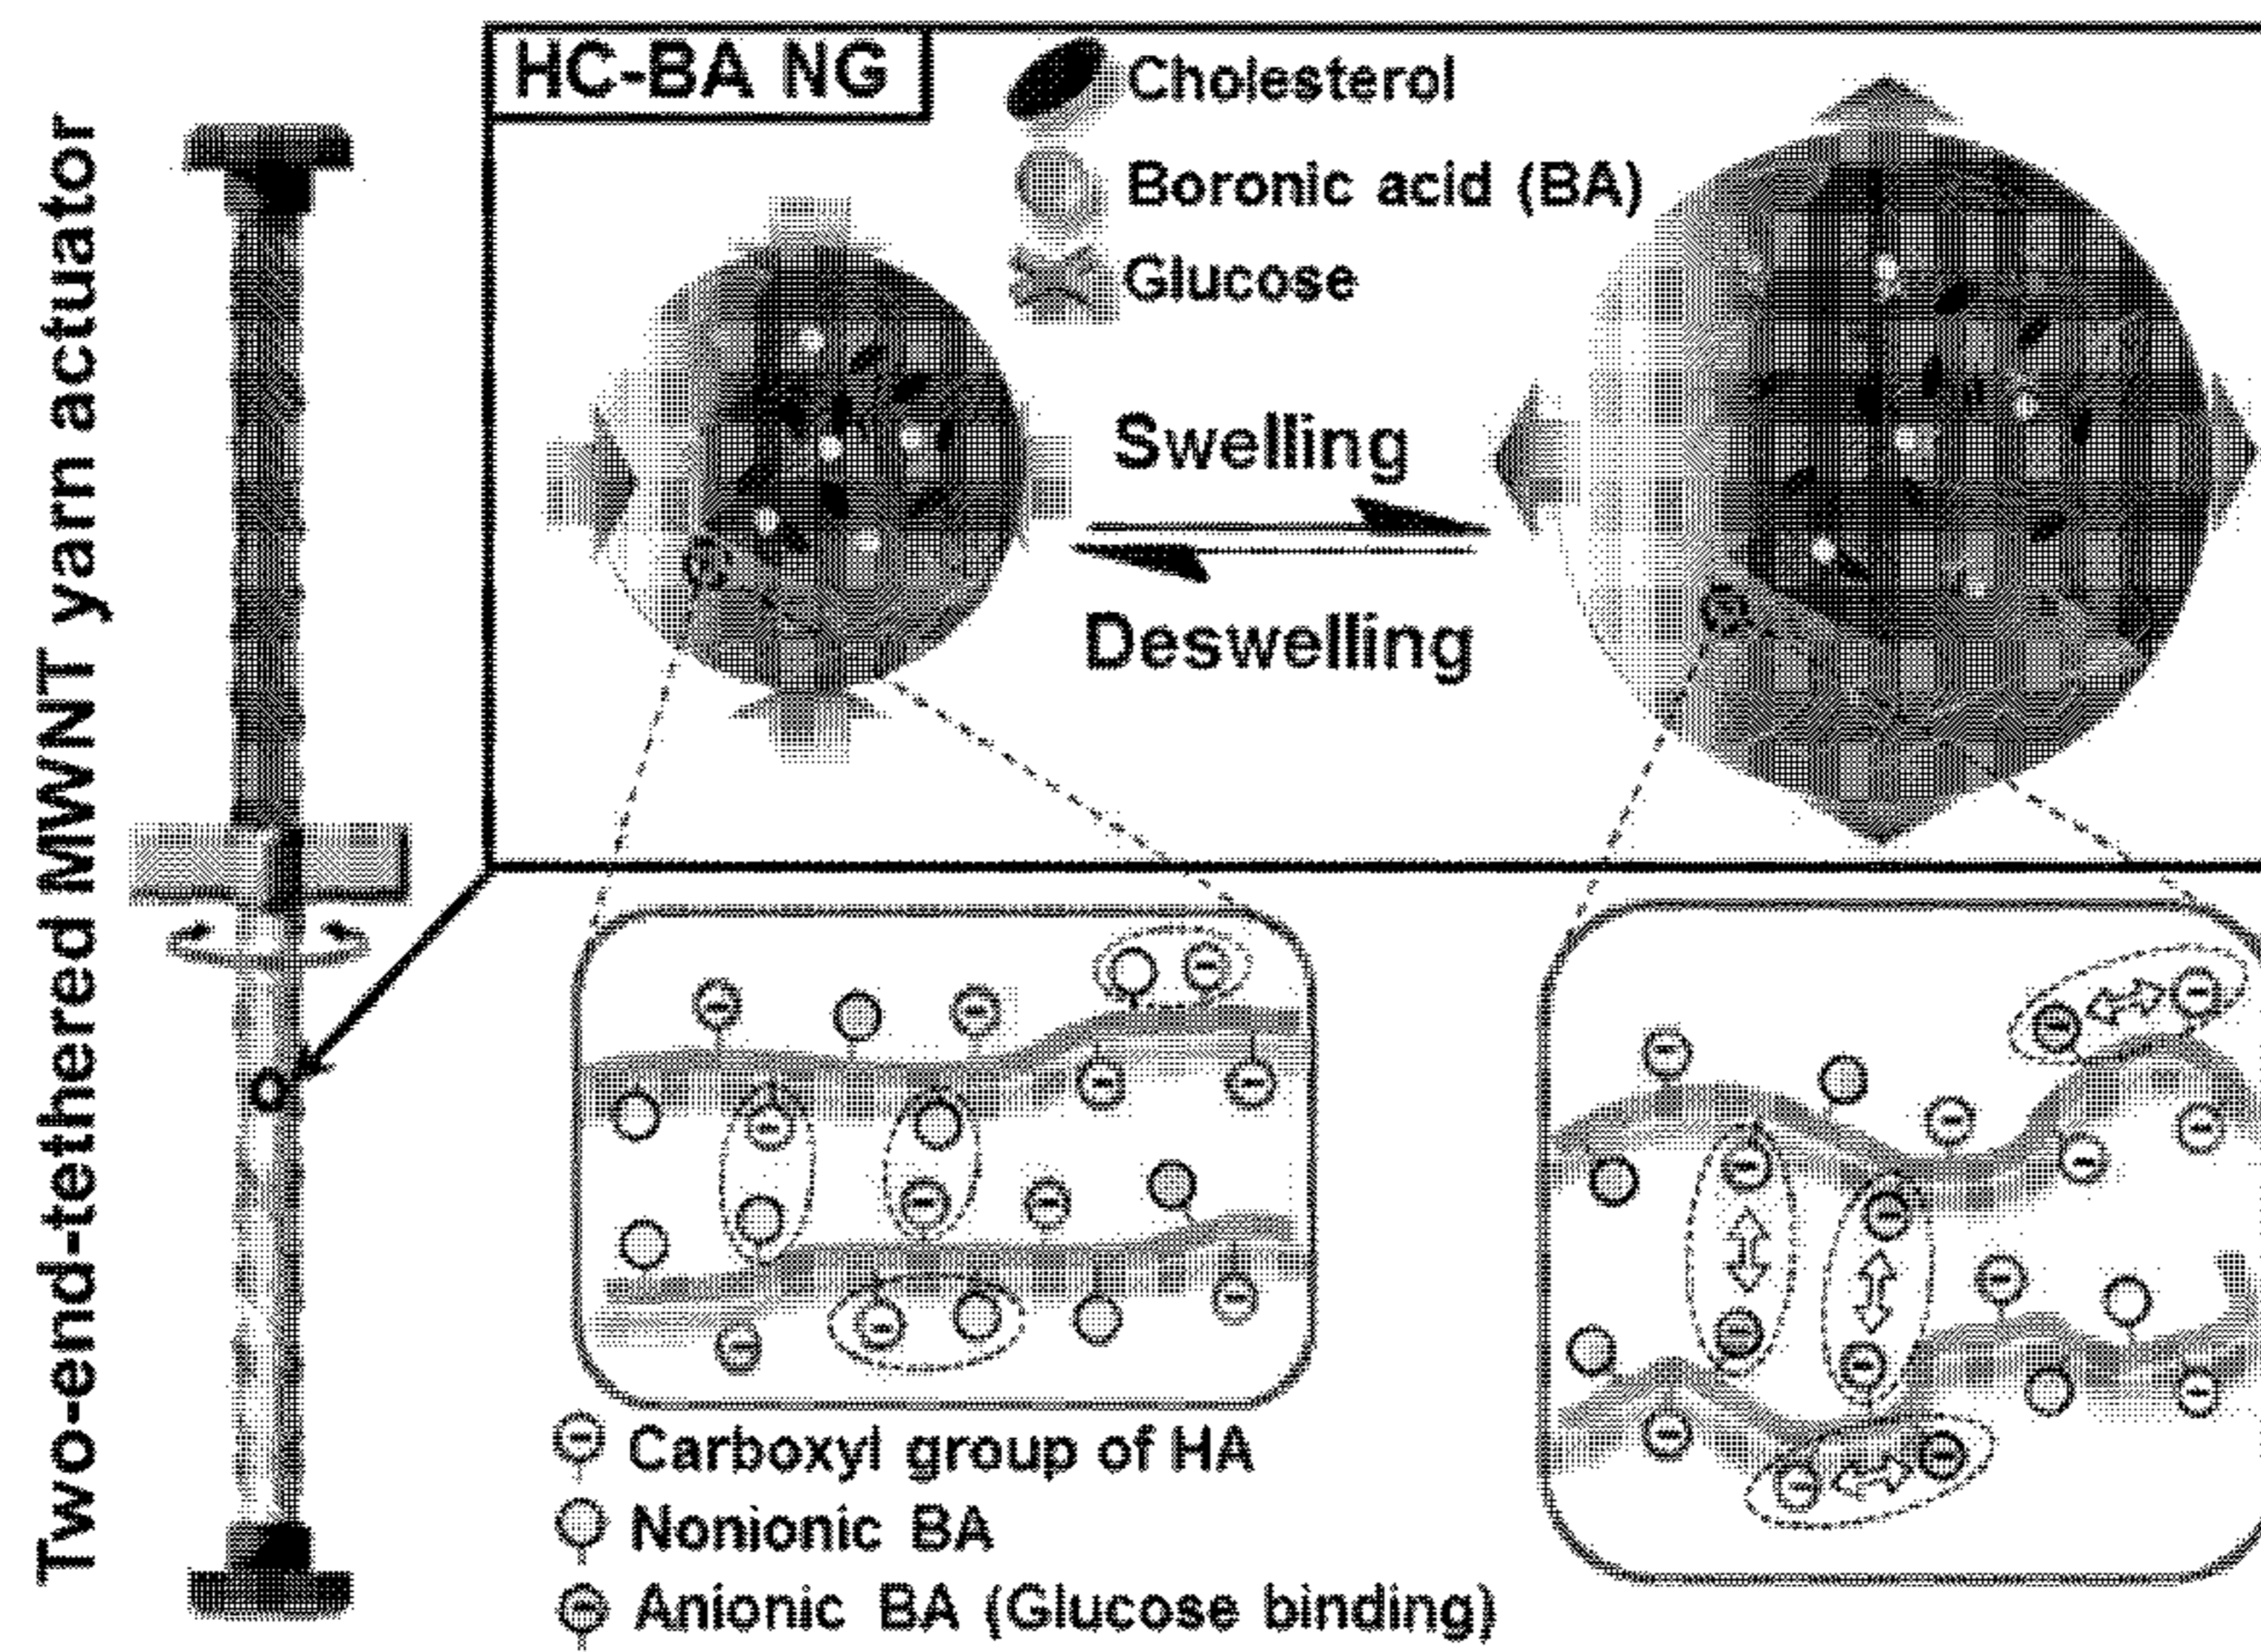 Two-end-tethered MWNT yarn actuator
HC-BA NG
Cholesterol
Boronic acid (BA)
Glucose
Swelling
Deswelling
Carboxyl group of HA
Nonionic BA
Anionic BA (Glucose binding)